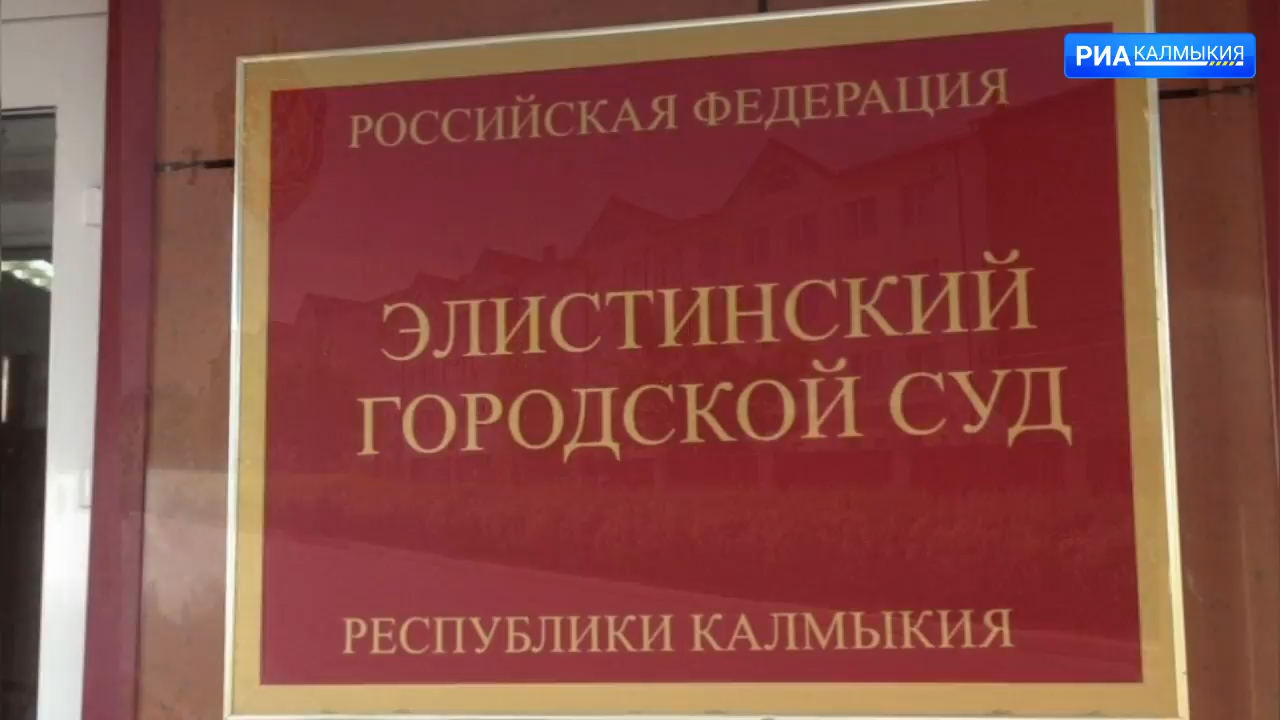 РИА КАЛМЫКИЯ
РОССИЙСКАЯ ФЕДЕРАЦИЯ
ЭЛИСТИНСКИЙ
ГОРОДСКОЙ СУД
РЕСПУБЛИКИ КАЛМЫКИЯ